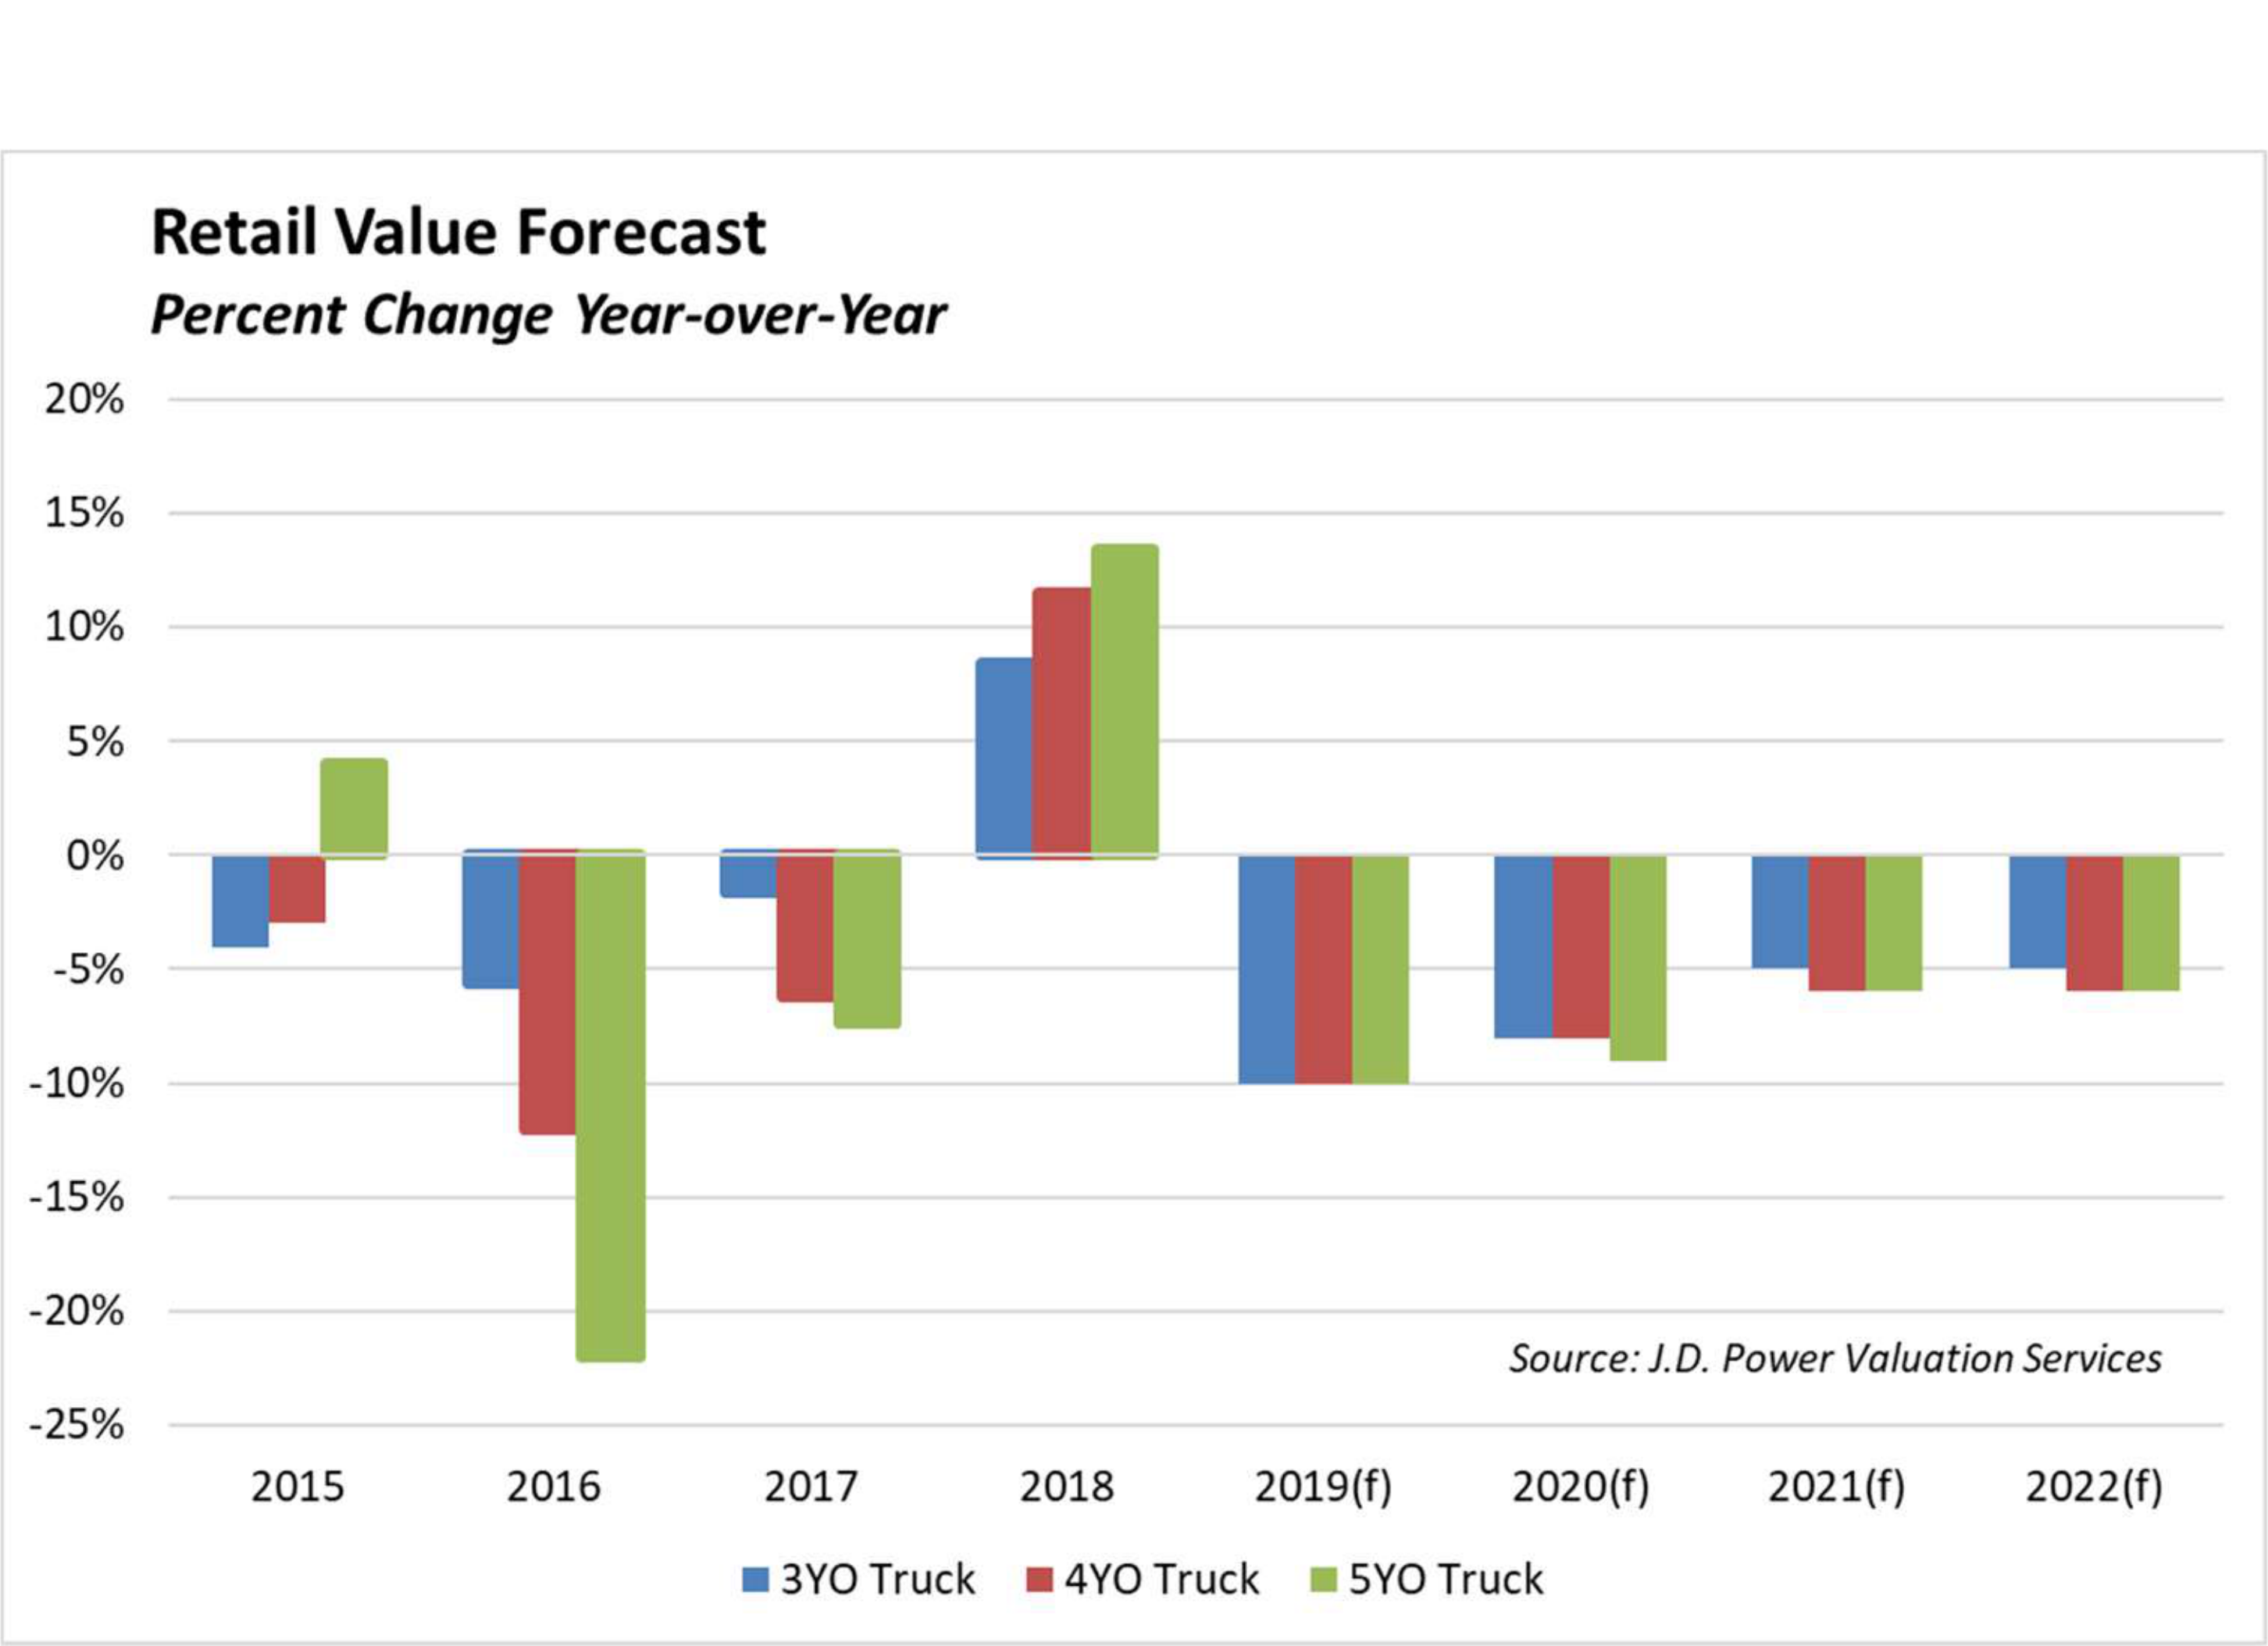 Retail Value Forecast
Percent Change Year-over-Year
20%
15%
10%
5%
0%
-5%
-10%
-15%
-20%
Source: J.D. Power Valuation Services
-25%
2015 2016 2017 2018 2019(f) 2020(f) 2021(f) 2022(f)
3YO Truck 4YO Truck 5YO Truck